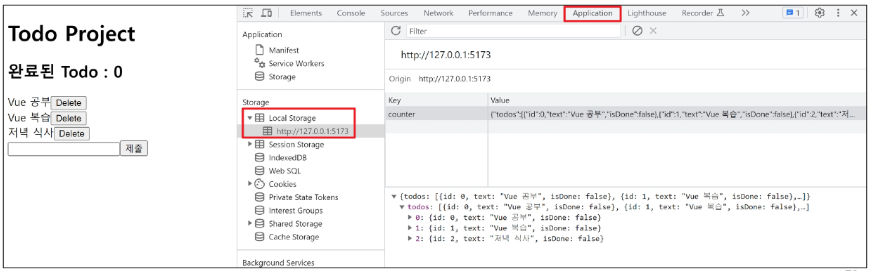 Todo Project
완료된 Todo : 0
Vue 공부 Delete
Vue 복습 Delete
저녁 식사 Delete
제출
Elements Console Sources Network Performance Memory Application Lighthouse Recorder >> 1
Application
Manifest
Service Workers
Storage
Storage
Local Storage
http://127.0.0.1:5173
Session Storage
IndexedDB
Web SQL
Cookies
Private State Tokens
Interest Groups
Shared Storage
Cache Storage
Background Services
Filter
http://127.0.0.1:5173
Origin http://127.0.0.1:5173
Key Value
counter {"todos":[{"id":0,"text":"Vue 공부","isDone":false},{"id":1,"text":"Vue 복습","isDone":false},{"id":2,"text":"저...
{todos: [{id: 0, text: "Vue 공부", isDone: false}, {id: 1, text: "Vue 복습", isDone: false},…]}
todos: [{id: 0, text: "Vue 공부", isDone: false}, {id: 1, text: "Vue 복습", isDone: false},…]
0: {id: 0, text: "Vue 공부", isDone: false}
1: {id: 1, text: "Vue 복습", isDone: false}
2: {id: 2, text: "저녁 식사", isDone: false}